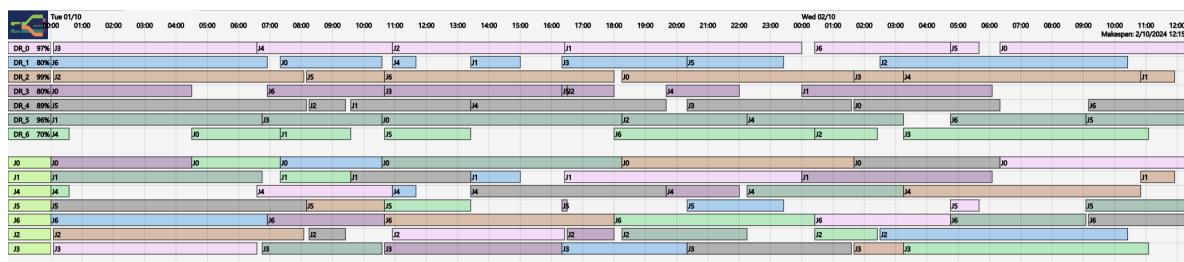 Tue 01/10 Wed 02/10
00:00 01:00 02:00 03:00 04:00 05:00 06:00 07:00 08:00 09:00 10:00 11:00 12:00 13:00 14:00 15:00 16:00 17:00 18:00 19:00 20:00 21:00 22:00 23:00 00:00 01:00 02:00 03:00 04:00 05:00 06:00 07:00 08:00 09:00 10:00 11:00 12:00
Makespan: 2/10/2024 12:15
DR_0 97% J3 J4 J2 J1 J6 J5 J0
DR_1 80% J6 J0 J4 J1 J3 J5 J2
DR_2 99% J2 J5 J6 J0 J3 J4 J1
DR_3 80% J0 J6 J3 J5 J2 J4 J1
DR_4 89% J5 J2 J1 J4 J3 J0 J6
DR_5 96% J1 J3 J0 J2 J4 J6 J5
DR_6 70% J4 J0 J1 J5 J6 J2 J3
J0 J0 J0 J0 J0 J0 J0 J0
J1 J1 J1 J1 J1 J1 J1 J1
J4 J4 J4 J4 J4 J4 J4 J4
J5 J5 J5 J5 J5 J5 J5 J5
J6 J6 J6 J6 J6 J6 J6 J6
J2 J2 J2 J2 J2 J2 J2 J2
J3 J3 J3 J3 J3 J3 J3 J3